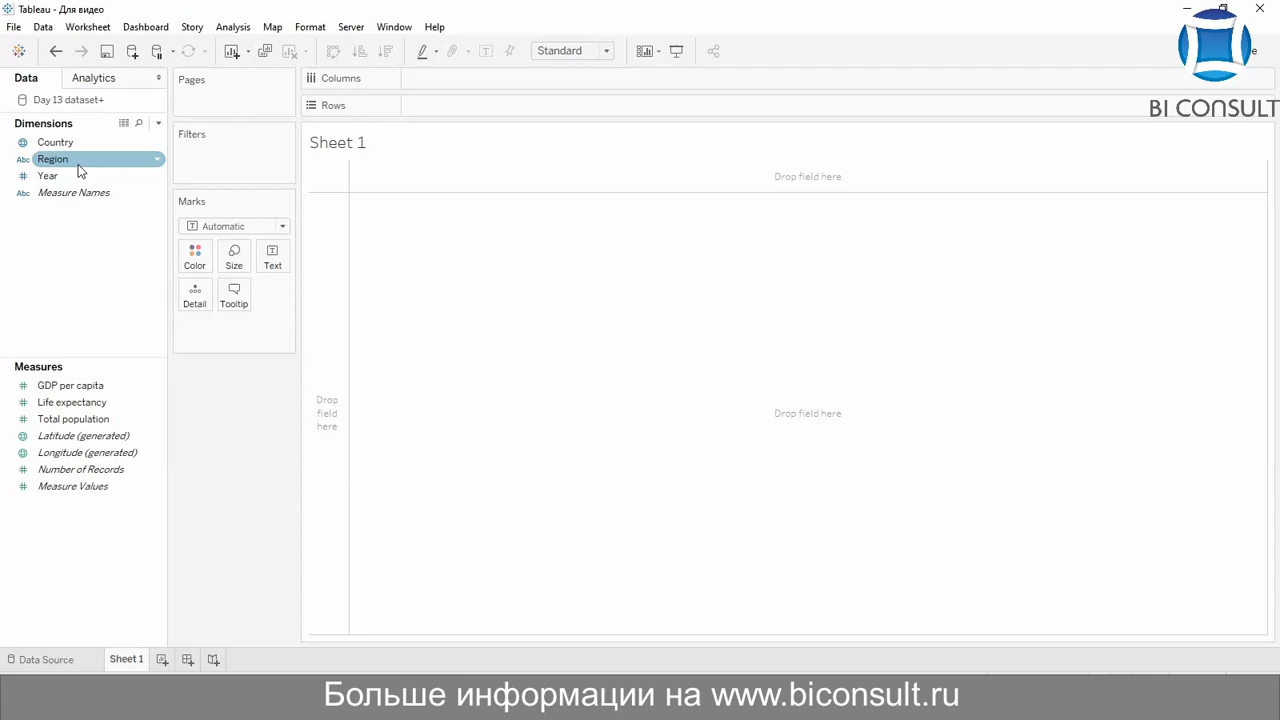 Tableau - Для видео
File Data Worksheet Dashboard Story Analysis Map Format Server Window Help
Standard
Data Analytics
Day 13 dataset+
Dimensions
Country
Abc Region
Year
Abc Measure Names
Measures
GDP per capita
Life expectancy
Total population
Latitude (generated)
Longitude (generated)
Number of Records
Measure Values
Pages
Filters
Marks
Automatic
Color Size Text
Detail Tooltip
Columns
Rows
Sheet 1
Drop field here
Drop
field
here
Drop field here
BI CONSULT
Data Source Sheet 1
Больше информации на www.biconsult.ru